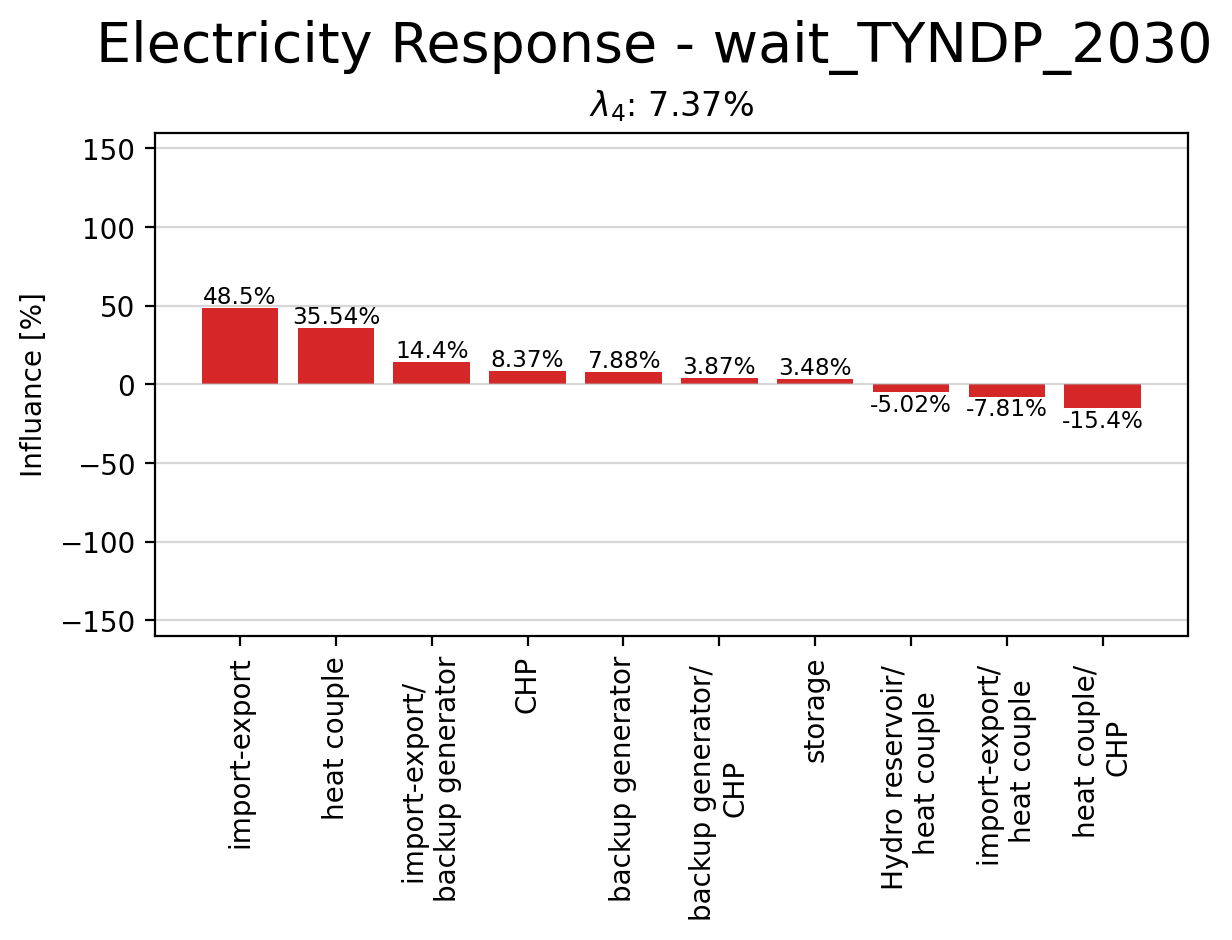 Electricity Response - wait_TYNDP_2030
λ4: 7.37%
Influance [%]
150
100
50
0
−50
−100
−150
48.5%
35.54%
14.4%
8.37%
7.88%
3.87%
3.48%
-5.02%
-7.81%
-15.4%
import-export
heat couple
import-export/
backup generator
CHP
backup generator
backup generator/
CHP
storage
Hydro reservoir/
heat couple
import-export/
heat couple
heat couple/
CHP